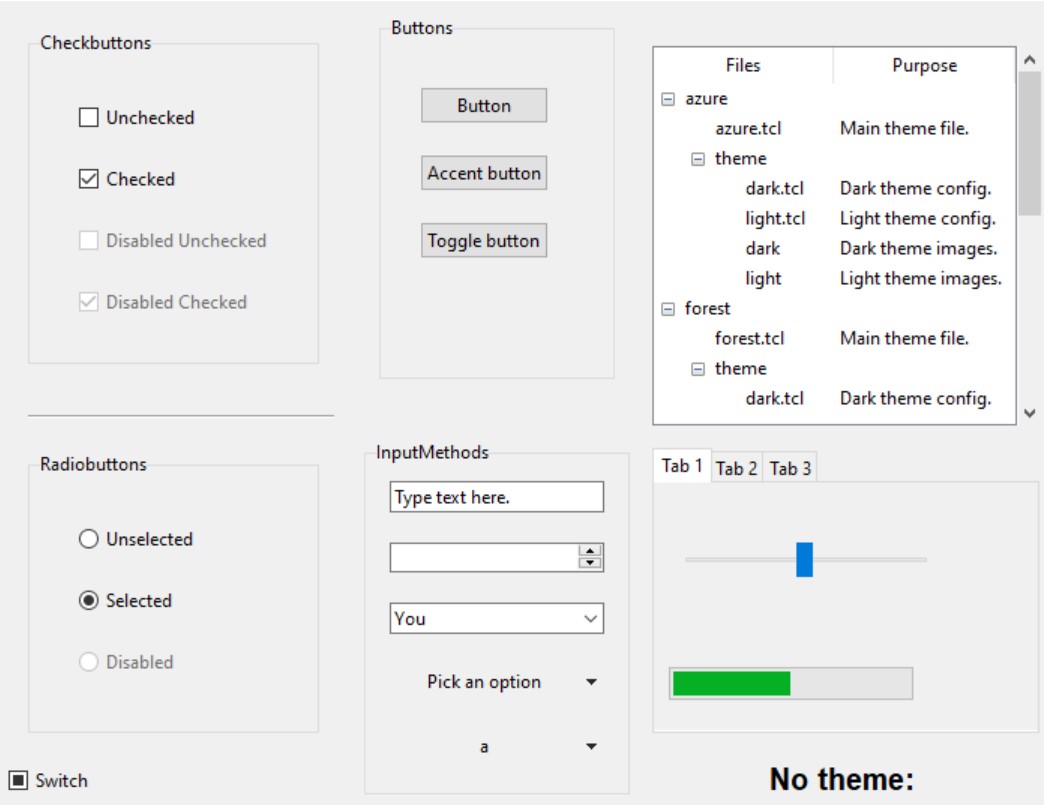 Checkbuttons
Unchecked
Checked
Disabled Unchecked
Disabled Checked
Buttons
Button
Accent button
Toggle button
Files Purpose
azure
azure.tcl Main theme file.
theme
dark.tcl Dark theme config.
light.tcl Light theme config.
dark Dark theme images.
light Light theme images.
forest
forest.tcl Main theme file.
theme
dark.tcl Dark theme config.
Radiobuttons
Unselected
Selected
Disabled
Switch
InputMethods
Type text here.
You
Pick an option
a
Tab 1 Tab 2 Tab 3
No theme: